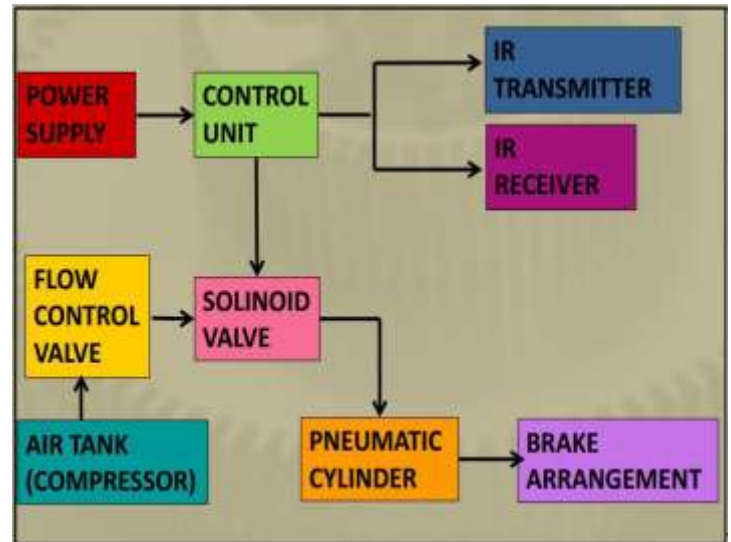 POWER
SUPPLY
CONTROL
UNIT
IR
TRANSMITTER
IR
RECEIVER
FLOW
CONTROL
VALVE
SOLINOID
VALVE
AIR TANK
(COMPRESSOR)
PNEUMATIC
CYLINDER
BRAKE
ARRANGEMENT